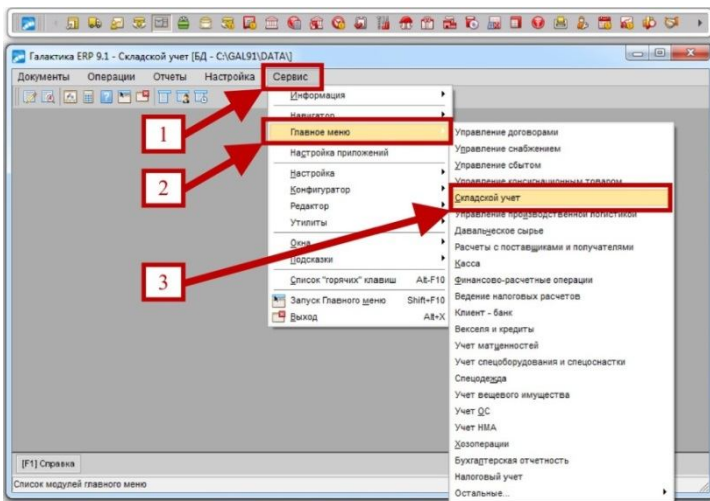 Галактика ERP 9.1 - Складской учет [БД - C:\GAL91\DATA\]
Документы Операции Отчеты Настройка Сервис
1
2
3
Информация
Навигатор
Главное меню
Настройка приложений
Настройка
Конфигуратор
Редактор
Утилиты
Окна
Подсказки
Список "горячих" клавиш Alt-F10
Запуск Главного меню Shift+F10
Выход Alt+X
Управление договорами
Управление снабжением
Управление сбытом
Управление консигнационным товаром
Складской учет
Управление производственной логистикой
Давальческое сырье
Расчеты с поставщиками и получателями
Касса
Финансово-расчетные операции
Ведение налоговых расчетов
Клиент - банк
Векселя и кредиты
Учет матценностей
Учет спецоборудования и спецоснастки
Спецодежда
Учет вещевого имущества
Учет ОС
Учет НМА
Хозоперации
Бухгалтерская отчетность
Налоговый учет
Остальные...
[F1] Справка
Список модулей главного меню